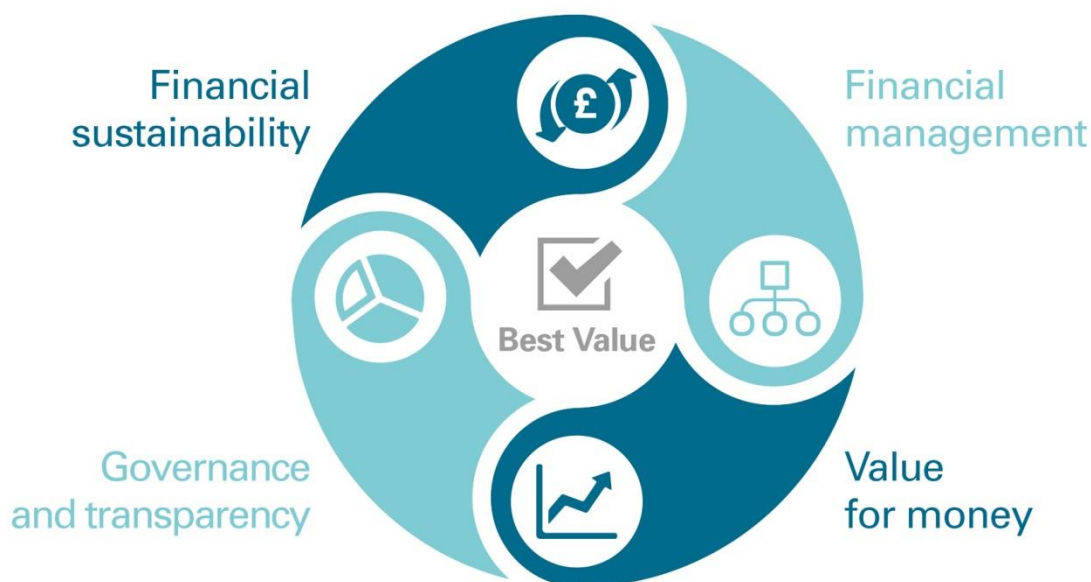 Financial
sustainability
Financial
management
£
Best Value
Governance
and transparency
Value
for money